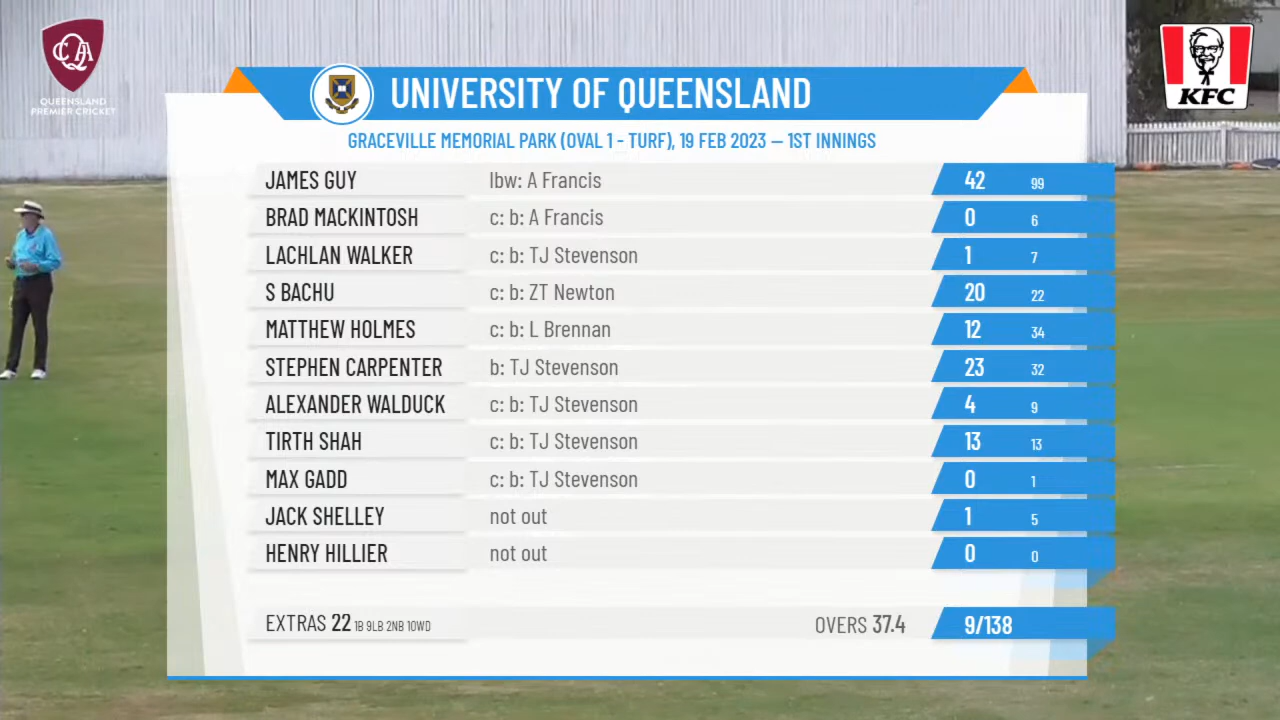 QUEENSLAND
PREMIER CRICKET
KFC
UNIVERSITY OF QUEENSLAND
GRACEVILLE MEMORIAL PARK (OVAL 1 - TURF), 19 FEB 2023 – 1ST INNINGS
JAMES GUY lbw: A Francis 42 99
BRAD MACKINTOSH c: b: A Francis 0 6
LACHLAN WALKER c: b: TJ Stevenson 1 7
S BACHU c: b: ZT Newton 20 22
MATTHEW HOLMES c: b: L Brennan 12 34
STEPHEN CARPENTER b: TJ Stevenson 23 32
ALEXANDER WALDUCK c: b: TJ Stevenson 4 9
TIRTH SHAH c: b: TJ Stevenson 13 13
MAX GADD c: b: TJ Stevenson 0 1
JACK SHELLEY not out 1 5
HENRY HILLIER not out 0 0
EXTRAS 22 1B 9LB 2NB 10WD OVERS 37.4 9/138